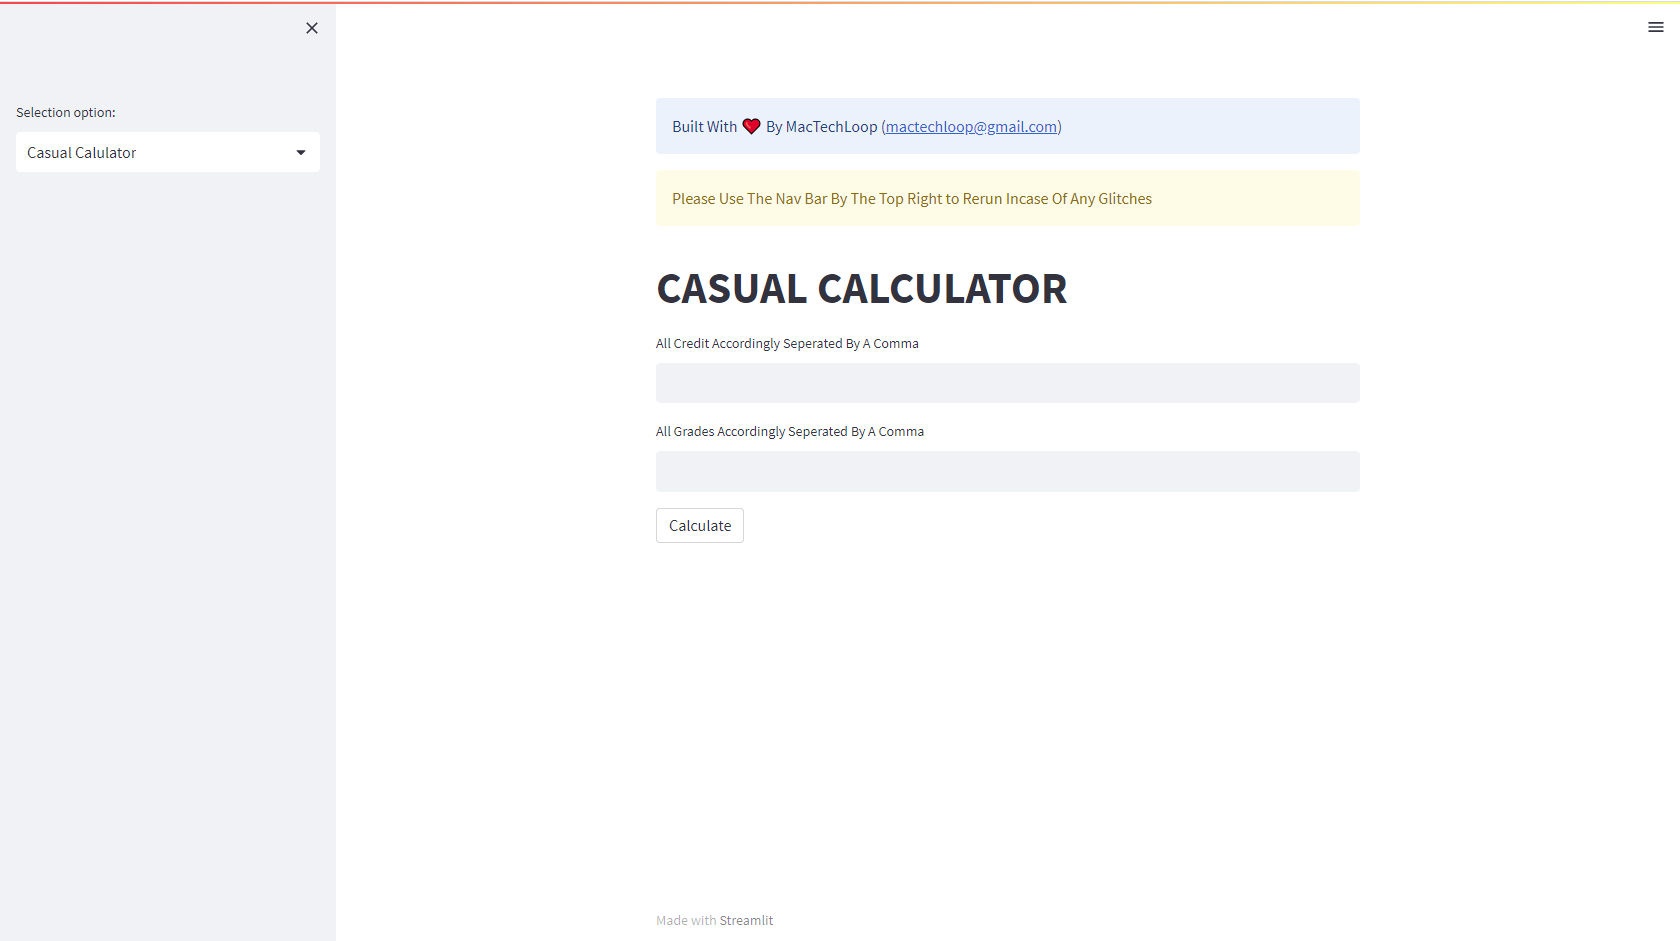 Selection option:
Casual Calulator
Built With ❤️ By MacTechLoop (mactechloop@gmail.com)
Please Use The Nav Bar By The Top Right to Rerun Incase Of Any Glitches
CASUAL CALCULATOR
All Credit Accordingly Seperated By A Comma
All Grades Accordingly Seperated By A Comma
Calculate
Made with Streamlit